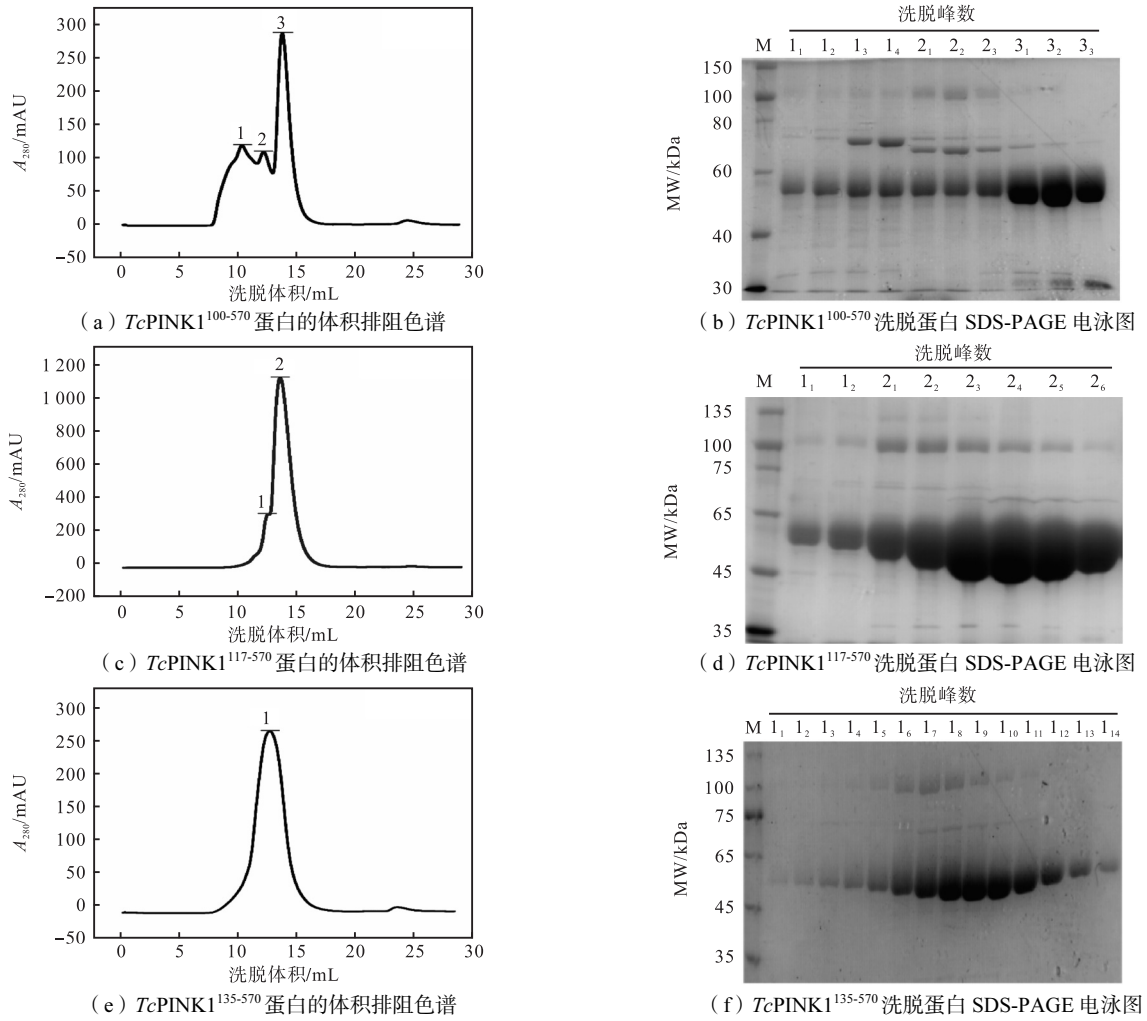 洗脱峰数
M 1₁ 1₂ 1₃ 1₄ 2₁ 2₂ 2₃ 3₁ 3₂ 3₃
300
250
200
150
100
50
0
−50
A₂₈₀/mAU
1
2
3
0 5 10 15 20 25 30
洗脱体积/mL
150
100
80
60
40
30
MW/kDa
（a）TcPINK1¹⁰⁰⁻⁵⁷⁰ 蛋白的体积排阻色谱
（b）TcPINK1¹⁰⁰⁻⁵⁷⁰ 洗脱蛋白 SDS-PAGE 电泳图
洗脱峰数
M 1₁ 1₂ 2₁ 2₂ 2₃ 2₄ 2₅ 2₆
1 200
1 000
800
600
400
200
0
−200
A₂₈₀/mAU
1
2
0 5 10 15 20 25 30
洗脱体积/mL
135
100
75
65
45
35
MW/kDa
（c）TcPINK1¹¹⁷⁻⁵⁷⁰ 蛋白的体积排阻色谱
（d）TcPINK1¹¹⁷⁻⁵⁷⁰ 洗脱蛋白 SDS-PAGE 电泳图
洗脱峰数
M 1₁ 1₂ 1₃ 1₄ 1₅ 1₆ 1₇ 1₈ 1₉ 1₁₀ 1₁₁ 1₁₂ 1₁₃ 1₁₄
300
250
200
150
100
50
0
−50
A₂₈₀/mAU
1
0 5 10 15 20 25 30
洗脱体积/mL
135
100
75
65
45
35
MW/kDa
（e）TcPINK1¹³⁵⁻⁵⁷⁰ 蛋白的体积排阻色谱
（f）TcPINK1¹³⁵⁻⁵⁷⁰ 洗脱蛋白 SDS-PAGE 电泳图